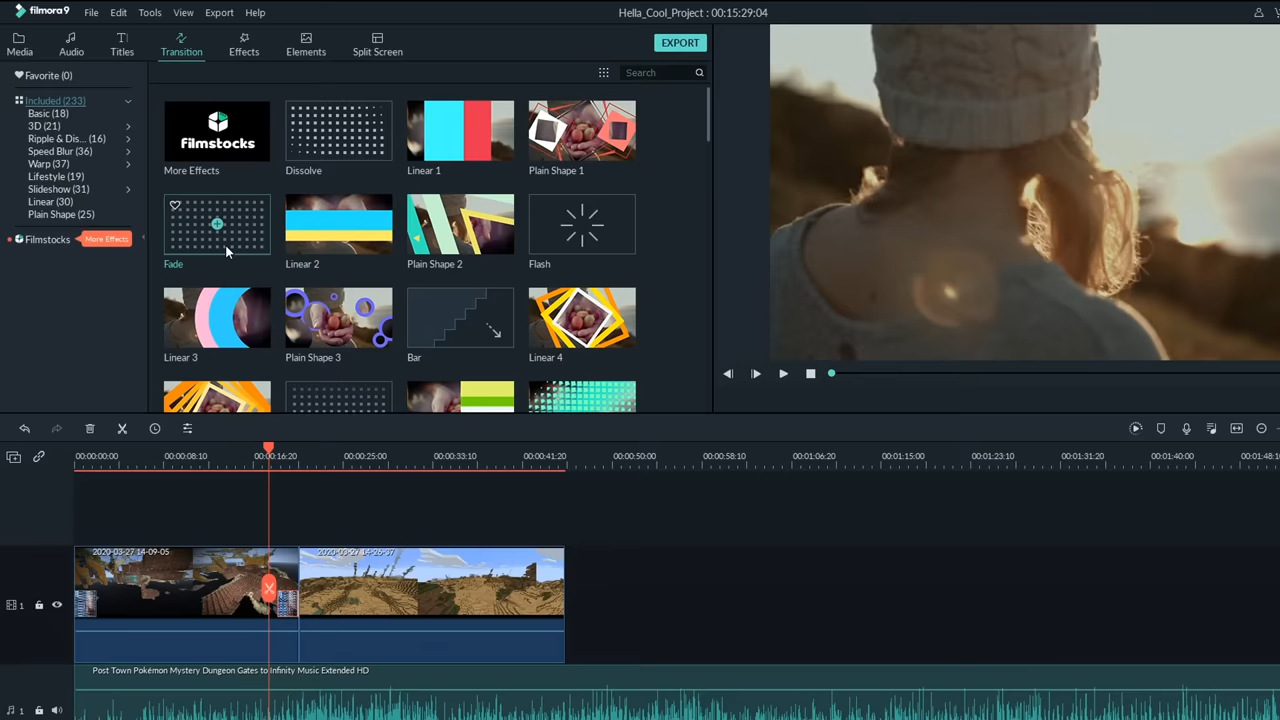 filmora9 File Edit Tools View Export Help Hella_Cool_Project : 00:15:29:04
Media Audio Titles Transition Effects Elements Split Screen EXPORT
Favorite (0)
Search
Included (233)
Basic (18)
3D (21)
Ripple & Dis... (16)
Speed Blur (36)
Warp (37)
Lifestyle (19)
Slideshow (31)
Linear (30)
Plain Shape (25)
Filmstocks More Effects
Filmstocks
More Effects Dissolve Linear 1 Plain Shape 1
Fade Linear 2 Plain Shape 2 Flash
Linear 3 Plain Shape 3 Bar Linear 4
00:00:00:00 00:00:08:10 00:00:16:20 00:00:25:00 00:00:33:10 00:00:41:20 00:00:50:00 00:00:58:10 00:01:06:20 00:01:15:00 00:01:23:10 00:01:31:20 00:01:40:00 00:01:48:10
2020-03-27 14-09-05 2020-03-27 14-26-37
1
Post Town Pokémon Mystery Dungeon Gates to Infinity Music Extended HD
1